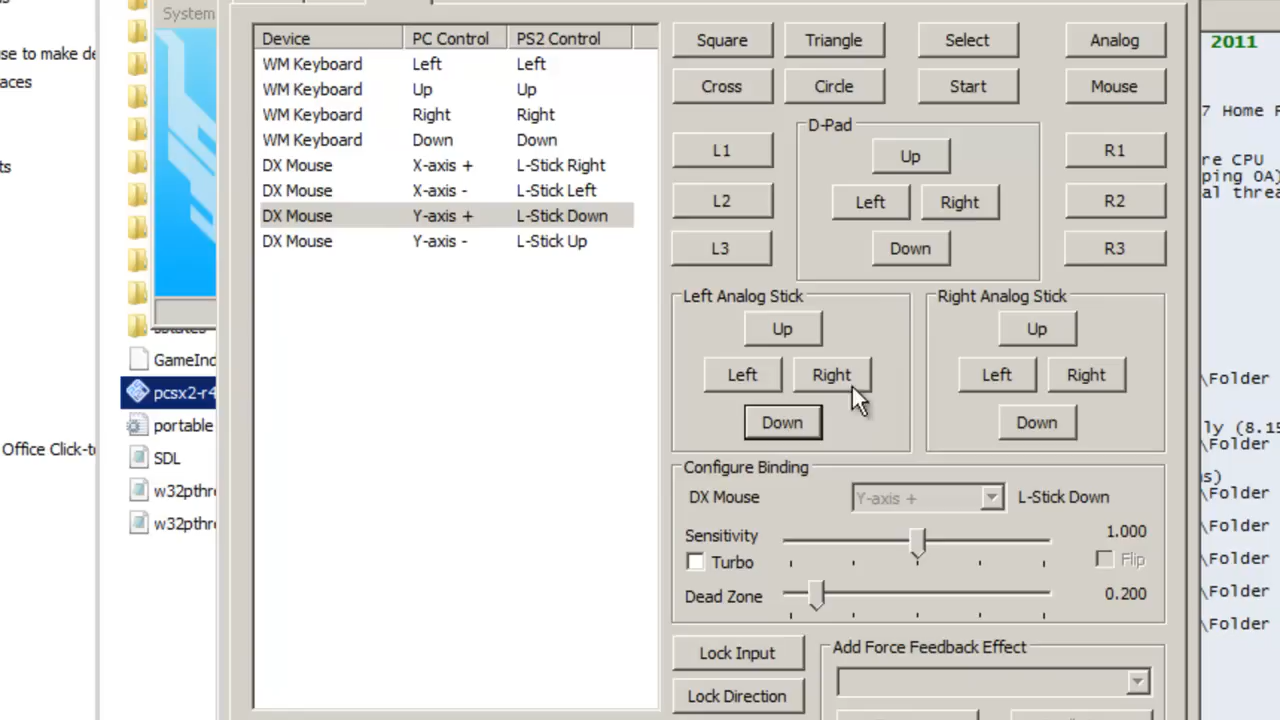 System
use to make de
aces
ts
Office Click-to
GameInd
pcsx2-r4
portable
SDL
w32pthr
w32pthr
Device PC Control PS2 Control
WM Keyboard Left Left
WM Keyboard Up Up
WM Keyboard Right Right
WM Keyboard Down Down
DX Mouse X-axis + L-Stick Right
DX Mouse X-axis - L-Stick Left
DX Mouse Y-axis + L-Stick Down
DX Mouse Y-axis - L-Stick Up
Square Triangle Select Analog
Cross Circle Start Mouse
L1
L2
L3
D-Pad
Up
Left Right
Down
R1
R2
R3
Left Analog Stick
Up
Left Right
Down
Right Analog Stick
Up
Left Right
Down
Configure Binding
DX Mouse Y-axis + L-Stick Down
Sensitivity 1.000
Turbo Flip
Dead Zone 0.200
Lock Input
Lock Direction
Add Force Feedback Effect
2011
7 Home P
re CPU
ping OA)
al threa
\Folder
ly (8.15
\Folder
s)
\Folder
\Folder
\Folder
\Folder
\Folder